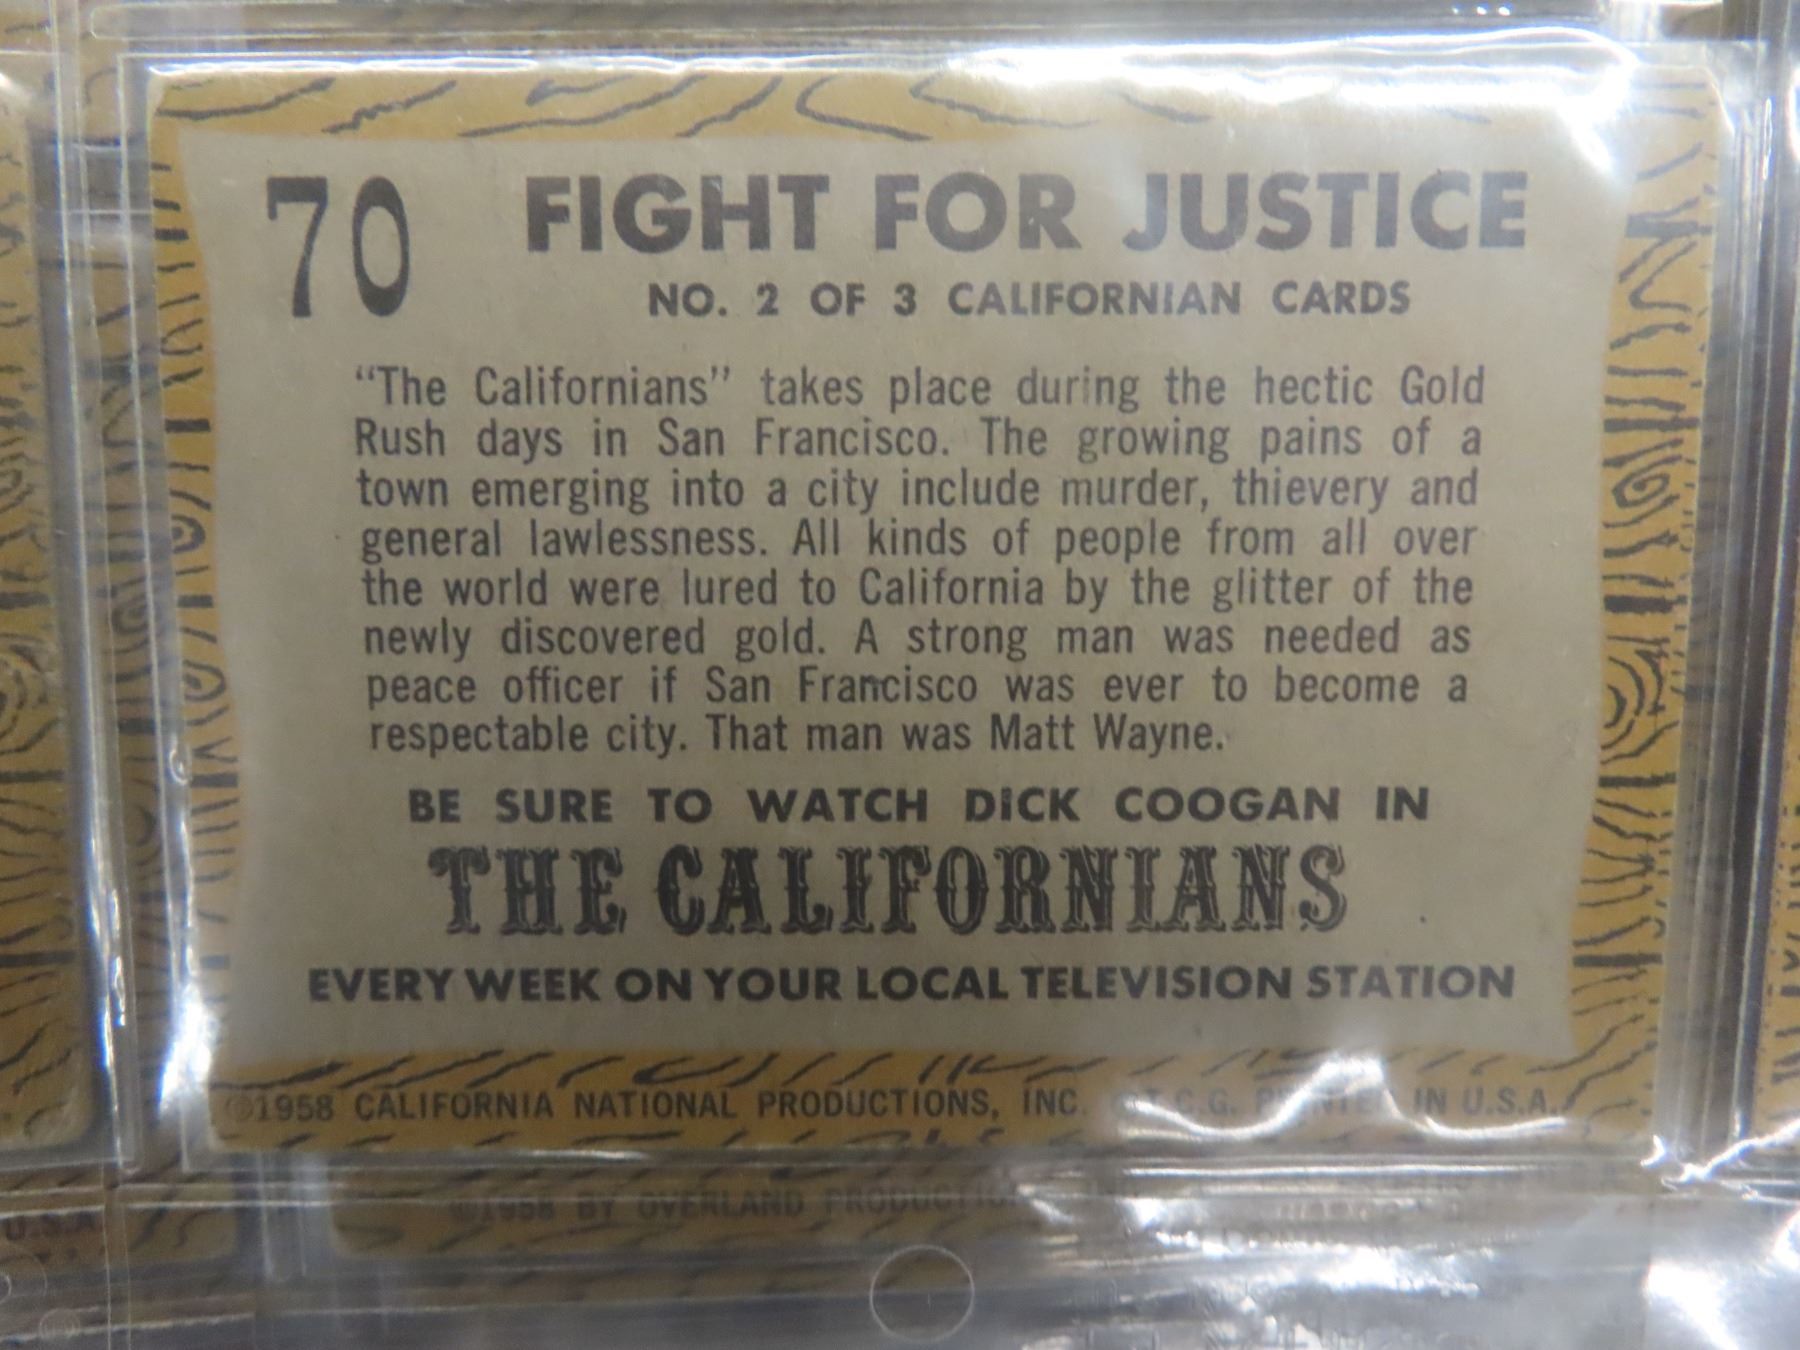 70
FIGHT FOR JUSTICE
NO. 2 OF 3 CALIFORNIAN CARDS
“The Californians” takes place during the hectic Gold
Rush days in San Francisco. The growing pains of a
town emerging into a city include murder, thievery and
general lawlessness. All kinds of people from all over
the world were lured to California by the glitter of the
newly discovered gold. A strong man was needed as
peace officer if San Francisco was ever to become a
respectable city. That man was Matt Wayne.
BE SURE TO WATCH DICK COOGAN IN
THE CALIFORNIANS
EVERY WEEK ON YOUR LOCAL TELEVISION STATION
©1958 CALIFORNIA NATIONAL PRODUCTIONS, INC. IN U.S.A.
©1958 BY OVERLAND
U.S.A.